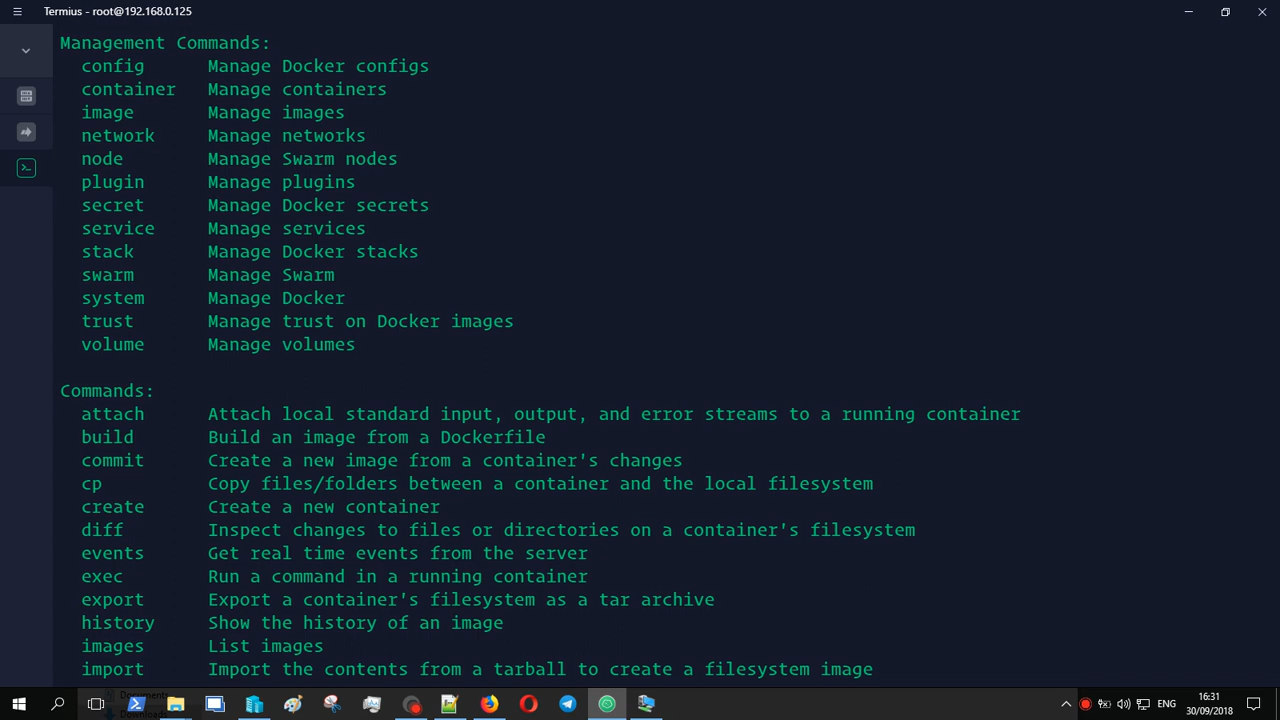 Termius - root@192.168.0.125
Management Commands:
config Manage Docker configs
container Manage containers
image Manage images
network Manage networks
node Manage Swarm nodes
plugin Manage plugins
secret Manage Docker secrets
service Manage services
stack Manage Docker stacks
swarm Manage Swarm
system Manage Docker
trust Manage trust on Docker images
volume Manage volumes
Commands:
attach Attach local standard input, output, and error streams to a running container
build Build an image from a Dockerfile
commit Create a new image from a container's changes
cp Copy files/folders between a container and the local filesystem
create Create a new container
diff Inspect changes to files or directories on a container's filesystem
events Get real time events from the server
exec Run a command in a running container
export Export a container's filesystem as a tar archive
history Show the history of an image
images List images
import Import the contents from a tarball to create a filesystem image
Documents
ENG
16:31
30/09/2018